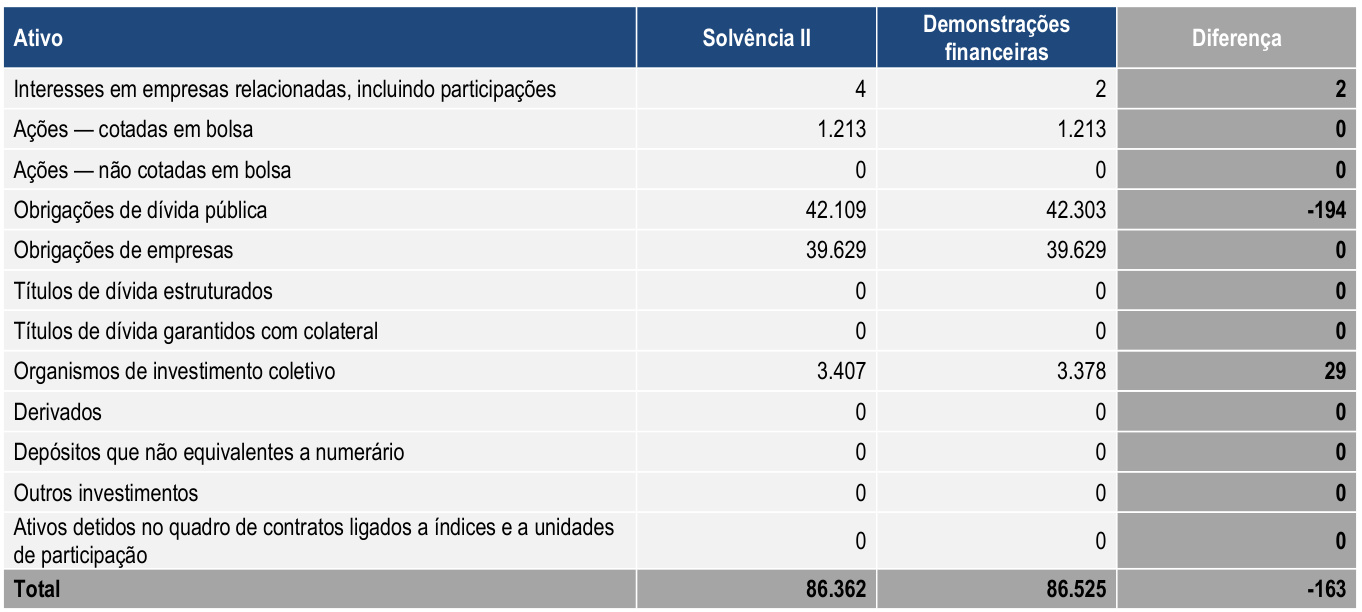 Ativo Solvência II Demonstrações financeiras Diferença
Interesses em empresas relacionadas, incluindo participações 4 2 2
Ações — cotadas em bolsa 1.213 1.213 0
Ações — não cotadas em bolsa 0 0 0
Obrigações de dívida pública 42.109 42.303 -194
Obrigações de empresas 39.629 39.629 0
Títulos de dívida estruturados 0 0 0
Títulos de dívida garantidos com colateral 0 0 0
Organismos de investimento coletivo 3.407 3.378 29
Derivados 0 0 0
Depósitos que não equivalentes a numerário 0 0 0
Outros investimentos 0 0 0
Ativos detidos no quadro de contratos ligados a índices e a unidades
de participação 0 0 0
Total 86.362 86.525 -163